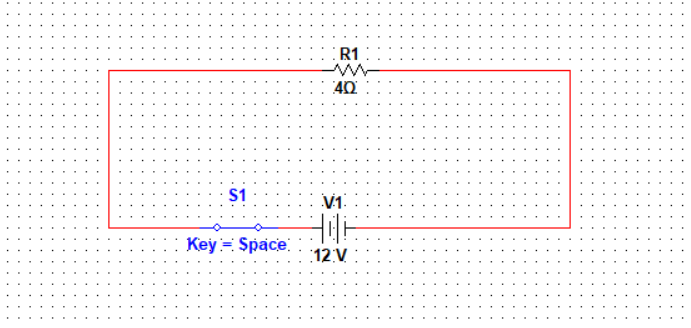 R1
4Ω
S1
V1
Key = Space
12 V